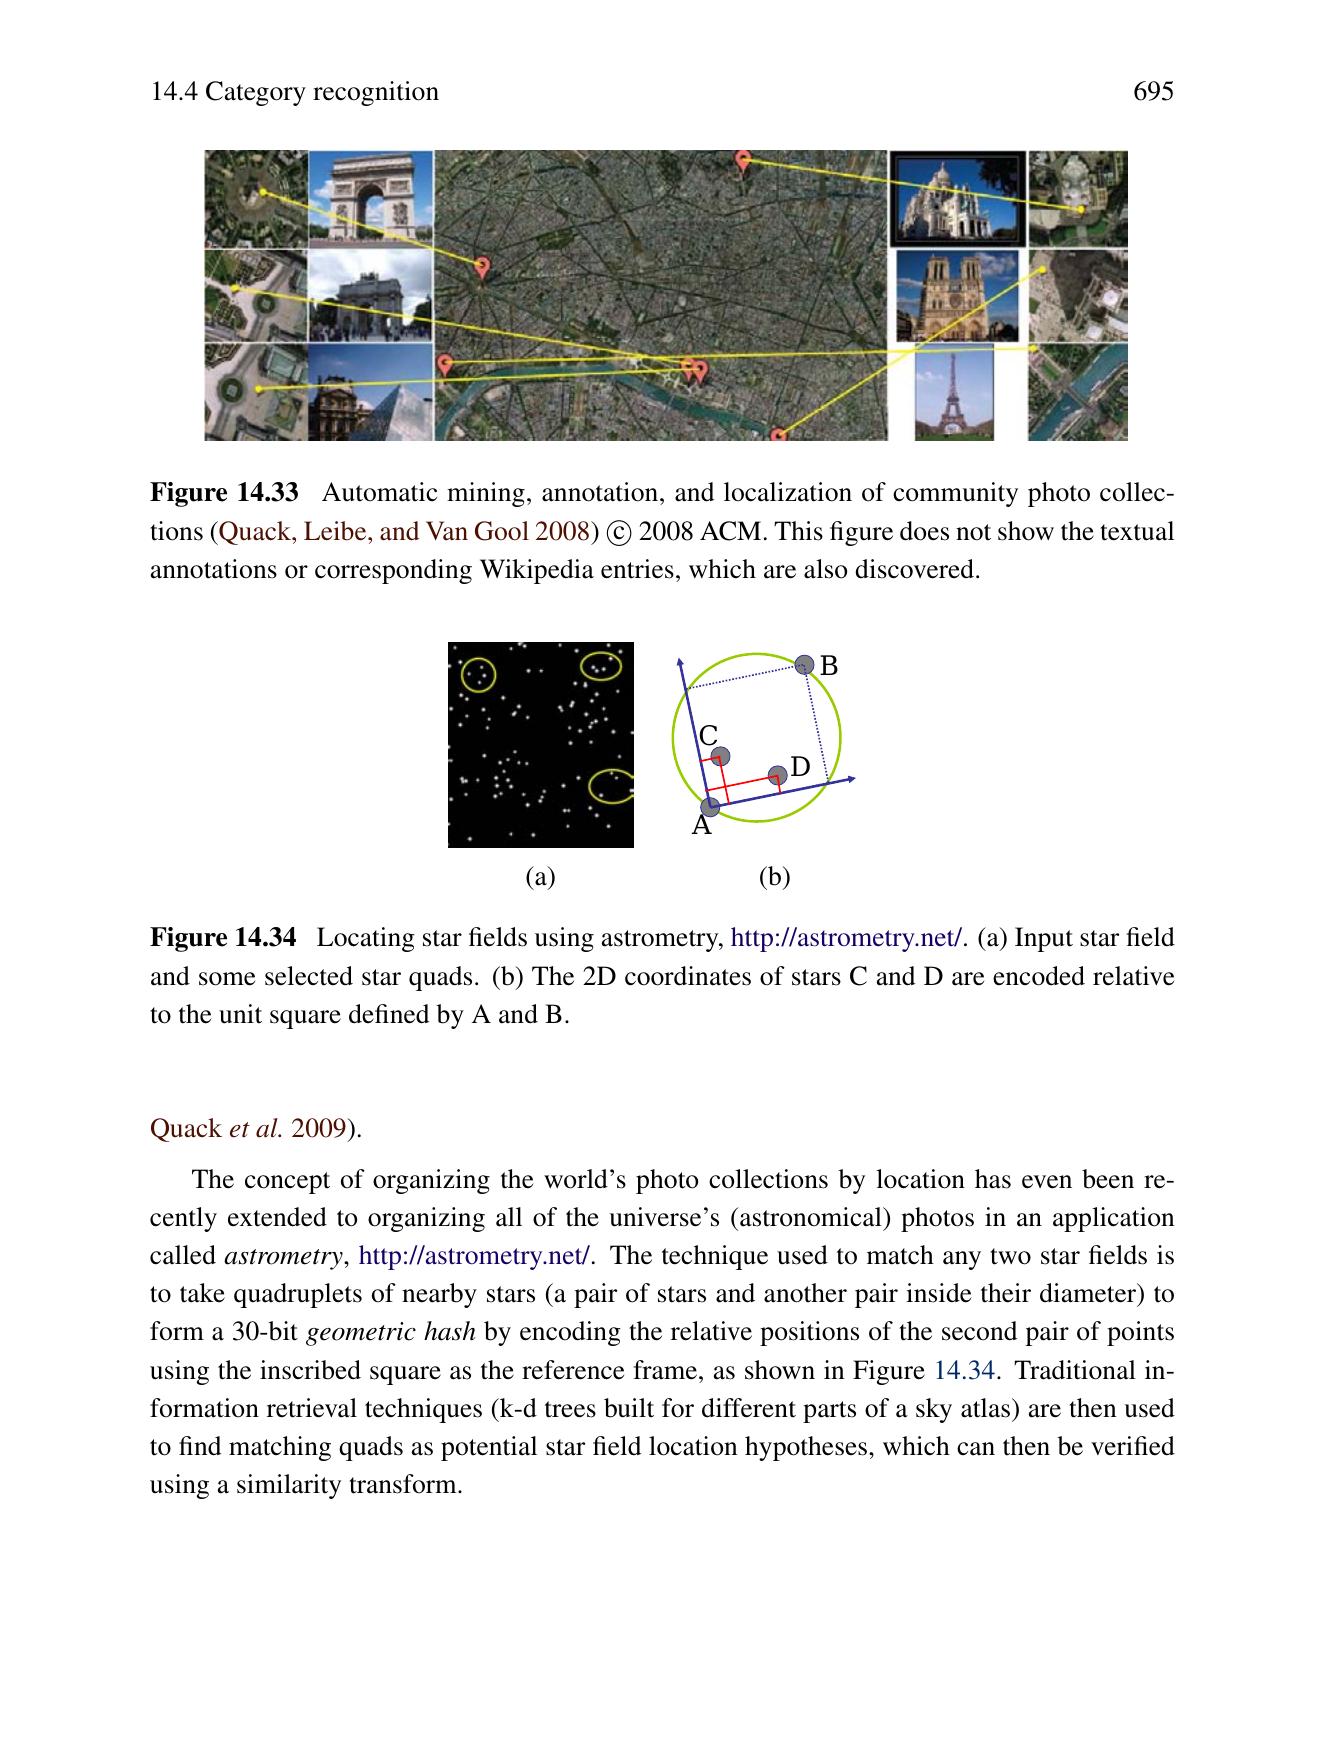 14.4 Category recognition 695
Figure 14.33 Automatic mining, annotation, and localization of community photo collec-
tions (Quack, Leibe, and Van Gool 2008) © 2008 ACM. This figure does not show the textual
annotations or corresponding Wikipedia entries, which are also discovered.
B
C
D
A
(a) (b)
Figure 14.34 Locating star fields using astrometry, http://astrometry.net/. (a) Input star field
and some selected star quads. (b) The 2D coordinates of stars C and D are encoded relative
to the unit square defined by A and B.
Quack et al. 2009).
The concept of organizing the world's photo collections by location has even been re-
cently extended to organizing all of the universe's (astronomical) photos in an application
called astrometry, http://astrometry.net/. The technique used to match any two star fields is
to take quadruplets of nearby stars (a pair of stars and another pair inside their diameter) to
form a 30-bit geometric hash by encoding the relative positions of the second pair of points
using the inscribed square as the reference frame, as shown in Figure 14.34. Traditional in-
formation retrieval techniques (k-d trees built for different parts of a sky atlas) are then used
to find matching quads as potential star field location hypotheses, which can then be verified
using a similarity transform.